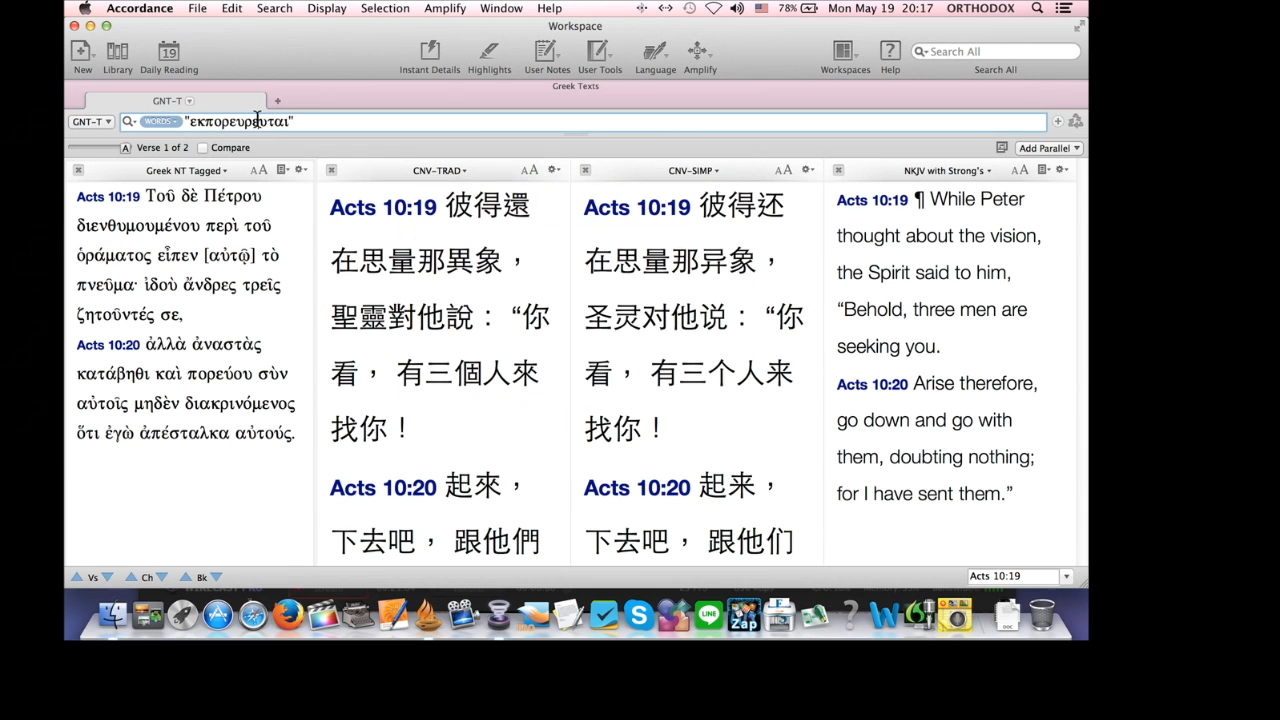 Accordance File Edit Search Display Selection Amplify Window Help 78% Mon May 19 20:17 ORTHODOX
Workspace
New Library Daily Reading Instant Details Highlights User Notes User Tools Language Amplify Workspaces Help Search All
19
Search All
Greek Texts
GNT-T
GNT-T WORDS "εκπορευρευται"
A Verse 1 of 2 Compare Add Parallel
Greek NT Tagged
Acts 10:19 Τοῦ δὲ Πέτρου
διενθυμουμένου περὶ τοῦ
ὁράματος εἶπεν [αὐτῷ] τὸ
πνεῦμα· ἰδοὺ ἄνδρες τρεῖς
ζητοῦντές σε,
Acts 10:20 ἀλλὰ ἀναστὰς
κατάβηθι καὶ πορεύου σὺν
αὐτοῖς μηδὲν διακρινόμενος
ὅτι ἐγὼ ἀπέσταλκα αὐτούς.
CNV-TRAD
Acts 10:19 彼得還
在思量那異象，
聖靈對他說：“你
看，有三個人來
找你！
Acts 10:20 起來，
下去吧，跟他們
CNV-SIMP
Acts 10:19 彼得还
在思量那异象，
圣灵对他说：“你
看，有三个人来
找你！
Acts 10:20 起来，
下去吧，跟他们
NKJV with Strong's
Acts 10:19 ¶ While Peter
thought about the vision,
the Spirit said to him,
“Behold, three men are
seeking you.
Acts 10:20 Arise therefore,
go down and go with
them, doubting nothing;
for I have sent them.”
Vs Ch Bk Acts 10:19
LINE
Zap
DOC